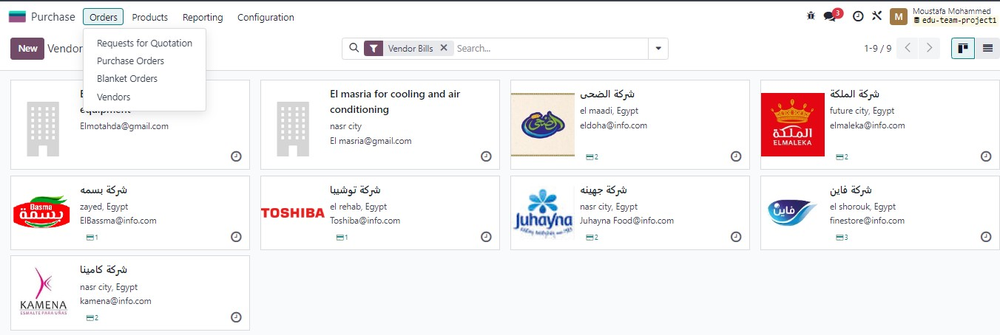 Purchase Orders Products Reporting Configuration 3 M Moustafa Mohammed
edu-team-project1
New Vendor Vendor Bills Search... 1-9 / 9
Requests for Quotation
Purchase Orders
Blanket Orders
Vendors
equipment
Elmotahda@gmail.com
El masria for cooling and air
conditioning
nasr city
El masria@gmail.com
الضحى
شركة الضحى
el maadi, Egypt
eldoha@info.com
2
الملكة
ELMALEKA
شركة الملكة
future city, Egypt
elmaleka@info.com
2
Basma
بسمة
شركة بسمه
zayed, Egypt
ElBassma@info.com
1
TOSHIBA
شركة توشيبا
el rehab, Egypt
Toshiba@info.com
1
Juhayna
شركة جهينه
nasr city, Egypt
Juhayna Food@info.com
2
فاين
شركة فاين
el shorouk, Egypt
finestore@info.com
3
KAMENA
ESMALTE PARA UÑAS
شركة كامينا
nasr city, Egypt
kamena@info.com
2